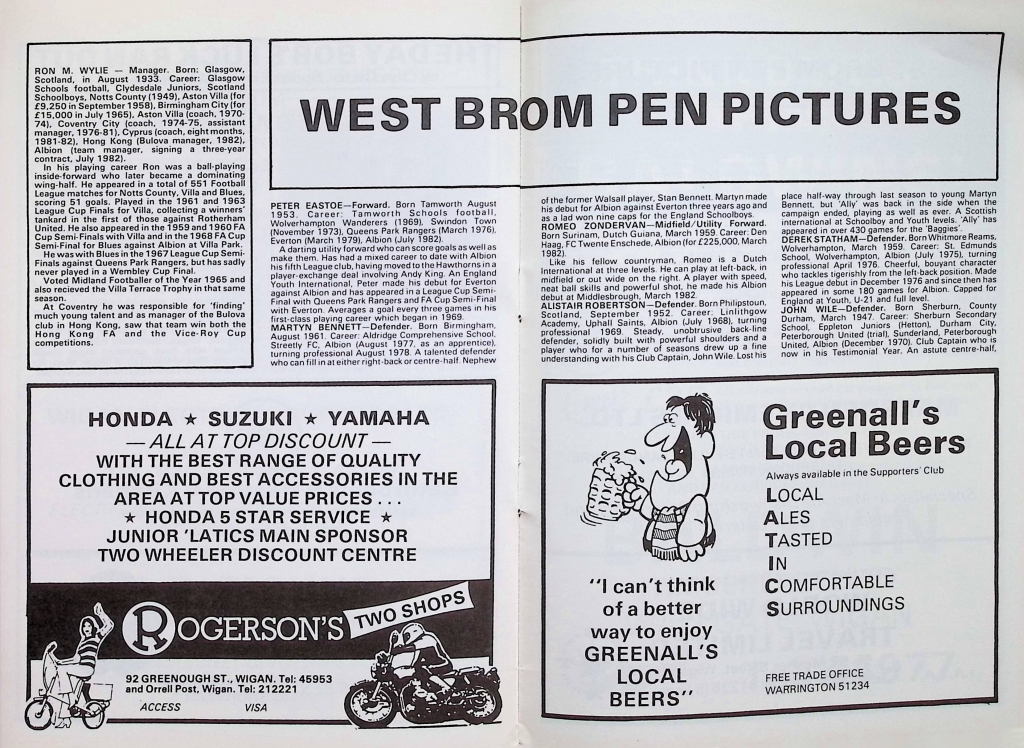 RON M. WYLIE — Manager. Born: Glasgow,
Scotland, in August 1933. Career: Glasgow
Schools football, Clydesdale Juniors, Scotland
Schoolboys, Notts County (1949), Aston Villa (for
£9,250 in September 1958), Birmingham City (for
£15,000 in July 1965), Aston Villa (coach, 1970-
74), Coventry City (coach, 1974-75, assistant
manager, 1976-81), Cyprus (coach, eight months,
1981-82), Hong Kong (Bulova manager, 1982),
Albion (team manager, signing a three-year
contract, July 1982).
In his playing career Ron was a ball-playing
inside-forward who later became a dominating
wing-half. He appeared in a total of 551 Football
League matches for Notts County, Villa and Blues,
scoring 51 goals. Played in the 1961 and 1963
League Cup Finals for Villa, collecting a winners'
tankard in the first of those against Rotherham
United. He also appeared in the 1959 and 1960 FA
Cup Semi-Finals with Villa and in the 1968 FA Cup
Semi-Final for Blues against Albion at Villa Park.
He was with Blues in the 1967 League Cup Semi-
Finals against Queens Park Rangers, but has sadly
never played in a Wembley Cup Final.
Voted Midland Footballer of the Year 1965 and
also recieved the Villa Terrace Trophy in that same
season.
At Coventry he was responsible for 'finding'
much young talent and as manager of the Bulova
club in Hong Kong, saw that team win both the
Hong Kong FA and the Vice-Roy Cup
competitions.
WEST BROM PEN PICTURES
PETER EASTOE—Forward. Born Tamworth August
1953. Career: Tamworth Schools football,
Wolverhampton Wanderers (1969), Swindon Town
(November 1973), Queens Park Rangers (March 1976),
Everton (March 1979), Albion (July 1982).
A darting utility forward who can score goals as well as
make them. Has had a mixed career to date with Albion
his fifth League club, having moved to the Hawthorns in a
player-exchange deal involving Andy King. An England
Youth International, Peter made his debut for Everton
against Albion and has appeared in a League Cup Semi-
Final with Queens Park Rangers and FA Cup Semi-Final
with Everton. Averages a goal every three games in his
first-class playing career which began in 1969.
MARTYN BENNETT—Defender. Born Birmingham,
August 1961. Career: Aldridge Comprehensive School,
Streetly FC, Albion (August 1977, as an apprentice),
turning professional August 1978. A talented defender
who can fill in at either right-back or centre-half. Nephew
of the former Walsall player, Stan Bennett. Martyn made
his debut for Albion against Everton three years ago and
as a lad won nine caps for the England Schoolboys.
ROMEO ZONDERVAN—Midfield/Utility Forward.
Born Surinam, Dutch Guiana, March 1959. Career: Den
Haag, FC Twente Enschede, Albion (for £225,000, March
1982).
Like his fellow countryman, Romeo is a Dutch
International at three levels. He can play at left-back, in
midfield or out wide on the right. A player with speed,
neat ball skills and powerful shot, he made his Albion
debut at Middlesbrough, March 1982.
ALISTAIR ROBERTSON—Defender. Born Philipstoun,
Scotland, September 1952. Career: Linlithgow
Academy, Uphall Saints, Albion (July 1968), turning
professional 1969. Steady, unobtrusive back-line
defender, solidly built with powerful shoulders and a
player who for a number of seasons drew up a fine
understanding with his Club Captain, John Wile. Lost his
place half-way through last season to young Martyn
Bennett, but 'Ally' was back in the side when the
campaign ended, playing as well as ever. A Scottish
international at Schoolboy and Youth levels. 'Ally' has
appeared in over 430 games for the 'Baggies'.
DEREK STATHAM—Defender. Born Whitmore Reams,
Wolverhampton, March 1959. Career: St. Edmunds
School, Wolverhampton, Albion (July 1975), turning
professional April 1976. Cheerful, bouyant character
who tackles tigerishly from the left-back position. Made
his League debut in December 1976 and since then has
appeared in some 180 games for Albion. Capped for
England at Youth, U-21 and full level.
JOHN WILE—Defender. Born Sherburn, County
Durham, March 1947. Career: Sherburn Secondary
School, Eppleton Juniors (Hetton), Durham City,
Peterborough United (trial), Sunderland, Peterborough
United, Albion (December 1970). Club Captain who is
now in his Testimonial Year. An astute centre-half,
HONDA ★ SUZUKI ★ YAMAHA
— ALL AT TOP DISCOUNT —
WITH THE BEST RANGE OF QUALITY
CLOTHING AND BEST ACCESSORIES IN THE
AREA AT TOP VALUE PRICES . . .
★ HONDA 5 STAR SERVICE ★
JUNIOR 'LATICS MAIN SPONSOR
TWO WHEELER DISCOUNT CENTRE
ROGERSON'S TWO SHOPS
92 GREENOUGH ST., WIGAN. Tel: 45953
and Orrell Post, Wigan. Tel: 212221
ACCESS VISA
Greenall's
Local Beers
Always available in the Supporters' Club
LOCAL
ALES
TASTED
IN
COMFORTABLE
SURROUNDINGS
"I can't think
of a better
way to enjoy
GREENALL'S
LOCAL
BEERS"
FREE TRADE OFFICE
WARRINGTON 51234